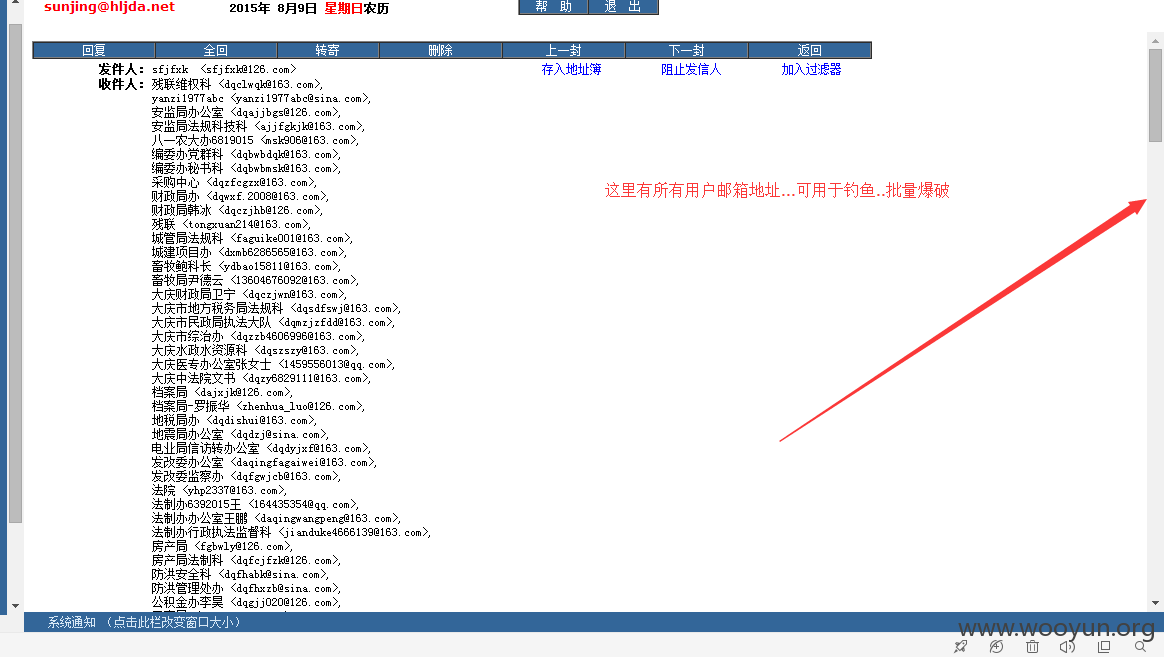 sunjing@hljda.net 2015年 8月9日 星期日农历 帮 助 退 出
回复 全回 转寄 删除 上一封 下一封 返回
发件人: sfjfxk <sfjfxk@126.com> 存入地址簿 阻止发信人 加入过滤器
收件人: 残联维权科 <dqclwqk@163.com>,
yanzi1977abc <yanzi1977abc@sina.com>,
安监局办公室 <dqajjbgs@126.com>,
安监局法规科技科 <ajjfgkjk@163.com>,
八一农大办6819015 <msk906@163.com>,
编委办党群科 <dqbwbdqk@163.com>,
编委办秘书科 <dqbwbmsk@163.com>,
采购中心 <dqzfcgzx@163.com>,
财政局办 <dqwxf.2008@163.com>,
财政局韩冰 <dqczjhb@126.com>,
残联 <tongxuan214@163.com>,
城管局法规科 <faguike001@163.com>,
城建项目办 <dxmb6286565@163.com>,
畜牧鲍科长 <ydbao15811@163.com>,
畜牧局尹德云 <13604676092@163.com>,
大庆财政局卫宁 <dqczjwn@163.com>,
大庆市地方税务局法规科 <dqsdfswj@163.com>,
大庆市民政局执法大队 <dqmzjzfdd@163.com>,
大庆市综治办 <dqzzb4606996@163.com>,
大庆水政水资源科 <dqszszy@163.com>,
大庆医专办公室张女士 <1459556013@qq.com>,
大庆中法院文书 <dqzy6829111@163.com>,
档案局 <dajxjk@126.com>,
档案局-罗振华 <zhenhua_luo@126.com>,
地税局办 <dqdishui@163.com>,
地震局办公室 <dqdzj@sina.com>,
电业局信访转办公室 <dqdyjxf@163.com>,
发改委办公室 <daqingfagaiwei@163.com>,
发改委监察办 <dqfgwjcb@163.com>,
法院 <yhp2337@163.com>,
法制办6392015王 <164435354@qq.com>,
法制办办公室王鹏 <daqingwangpeng@163.com>,
法制办行政执法监督科 <jianduke4666139@163.com>,
房产局 <fgbwly@126.com>,
房产局法制科 <dqfcjfzk@126.com>,
防洪安全科 <dqfhabk@sina.com>,
防洪管理处办 <dqfhxzb@sina.com>,
公积金办李昊 <dqgjj020@126.com>,
这里有所有用户邮箱地址...可用于钓鱼..批量爆破
系统通知 (点击此栏改变窗口大小)
www.wooyun.org